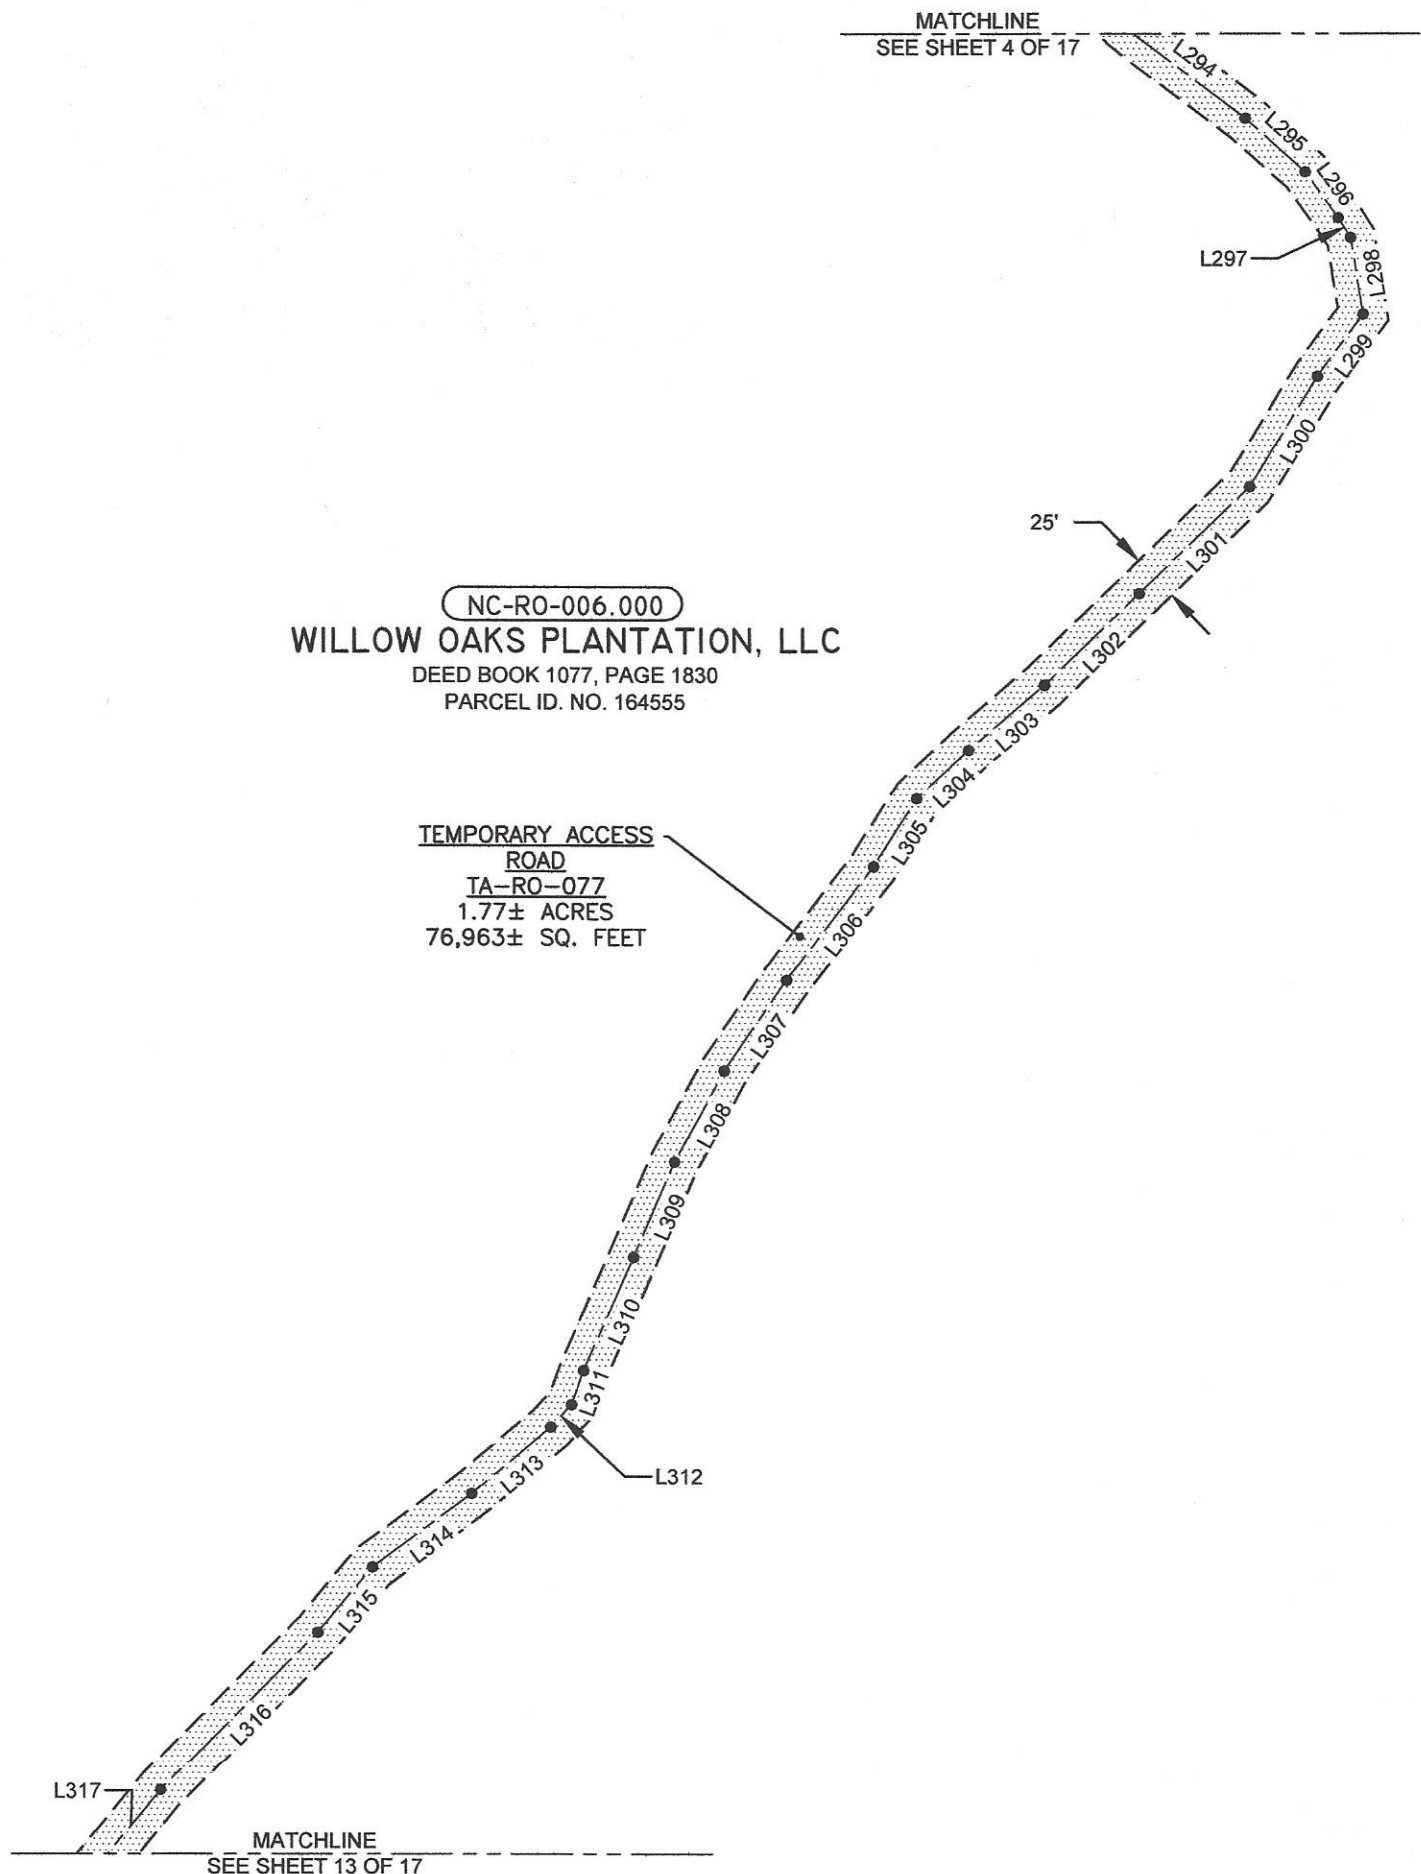 MATCHLINE
SEE SHEET 4 OF 17
L294
L295
L296
L297
L298
L299
L300
25'
L301
NC-RO-006.000
WILLOW OAKS PLANTATION, LLC
DEED BOOK 1077, PAGE 1830
PARCEL ID. NO. 164555
L302
L303
L304
TEMPORARY ACCESS
ROAD
TA-RO-077
1.77± ACRES
76,963± SQ. FEET
L305
L306
L307
L308
L309
L310
L311
L312
L313
L314
L315
L316
L317
MATCHLINE
SEE SHEET 13 OF 17